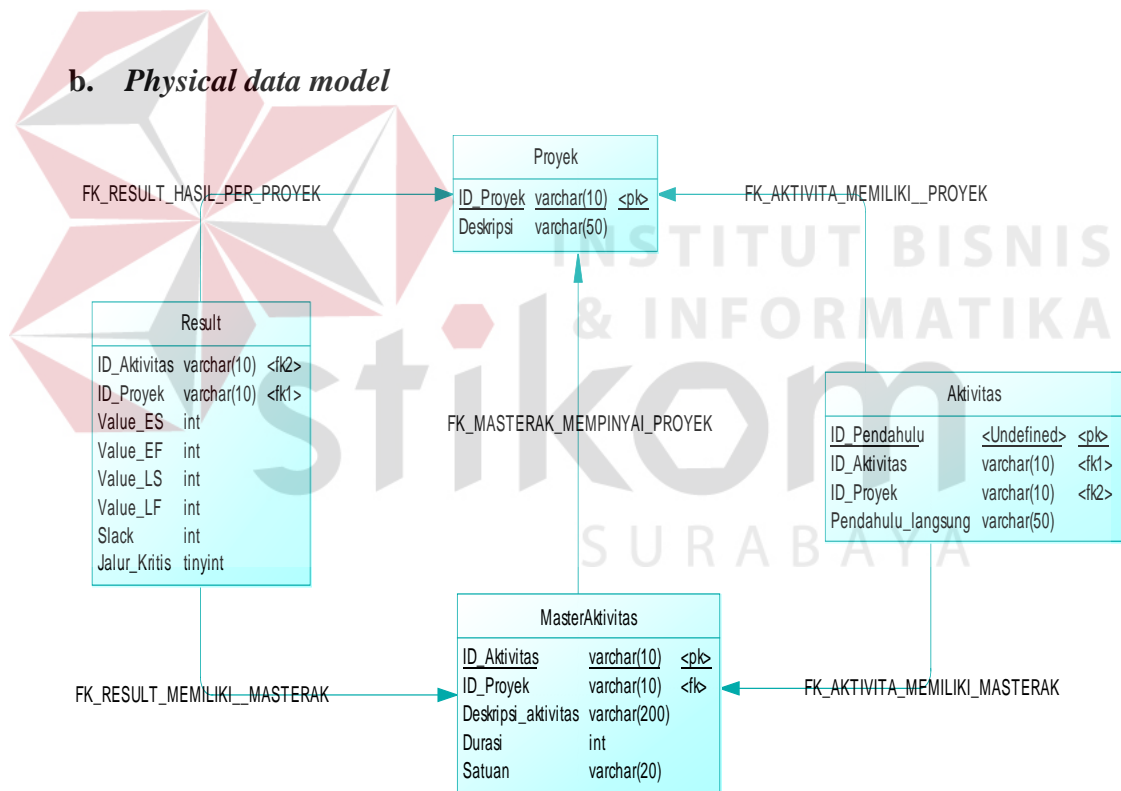 b. Physical data model
Proyek
ID_Proyek varchar(10) <pk>
Deskripsi varchar(50)
FK_RESULT_HASIL_PER_PROYEK
FK_AKTIVITA_MEMILIKI__PROYEK
INSTITUT BISNIS
& INFORMATIKA
stikom
SURABAYA
Result
ID_Aktivitas varchar(10) <fk2>
ID_Proyek varchar(10) <fk1>
Value_ES int
Value_EF int
Value_LS int
Value_LF int
Slack int
Jalur_Kritis tinyint
FK_MASTERAK_MEMPINYAI_PROYEK
Aktivitas
ID_Pendahulu <Undefined> <pk>
ID_Aktivitas varchar(10) <fk1>
ID_Proyek varchar(10) <fk2>
Pendahulu_langsung varchar(50)
MasterAktivitas
ID_Aktivitas varchar(10) <pk>
ID_Proyek varchar(10) <fk>
Deskripsi_aktivitas varchar(200)
Durasi int
Satuan varchar(20)
FK_RESULT_MEMILIKI__MASTERAK
FK_AKTIVITA_MEMILIKI_MASTERAK